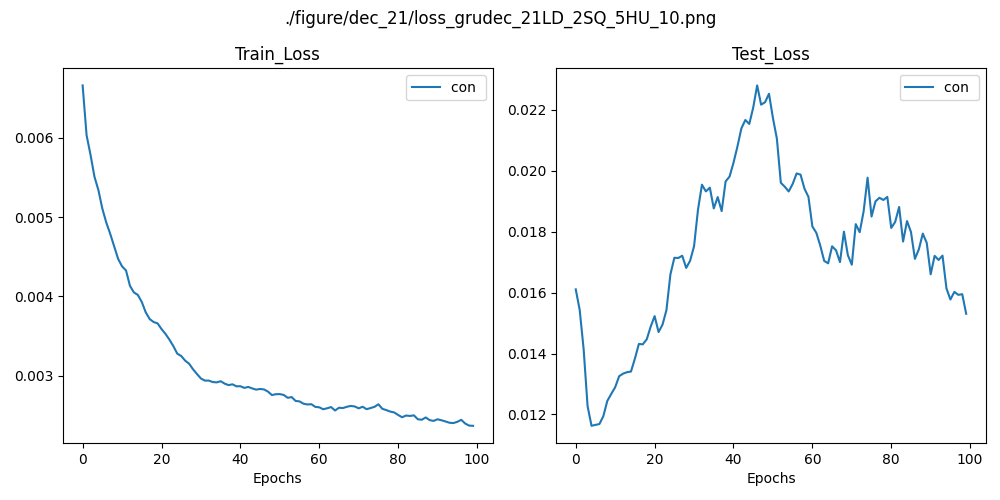 ./figure/dec_21/loss_grudec_21LD_2SQ_5HU_10.png
Train_Loss
Test_Loss
con
con
0.006
0.005
0.004
0.003
0.022
0.020
0.018
0.016
0.014
0.012
0 20 40 60 80 100
0 20 40 60 80 100
Epochs
Epochs